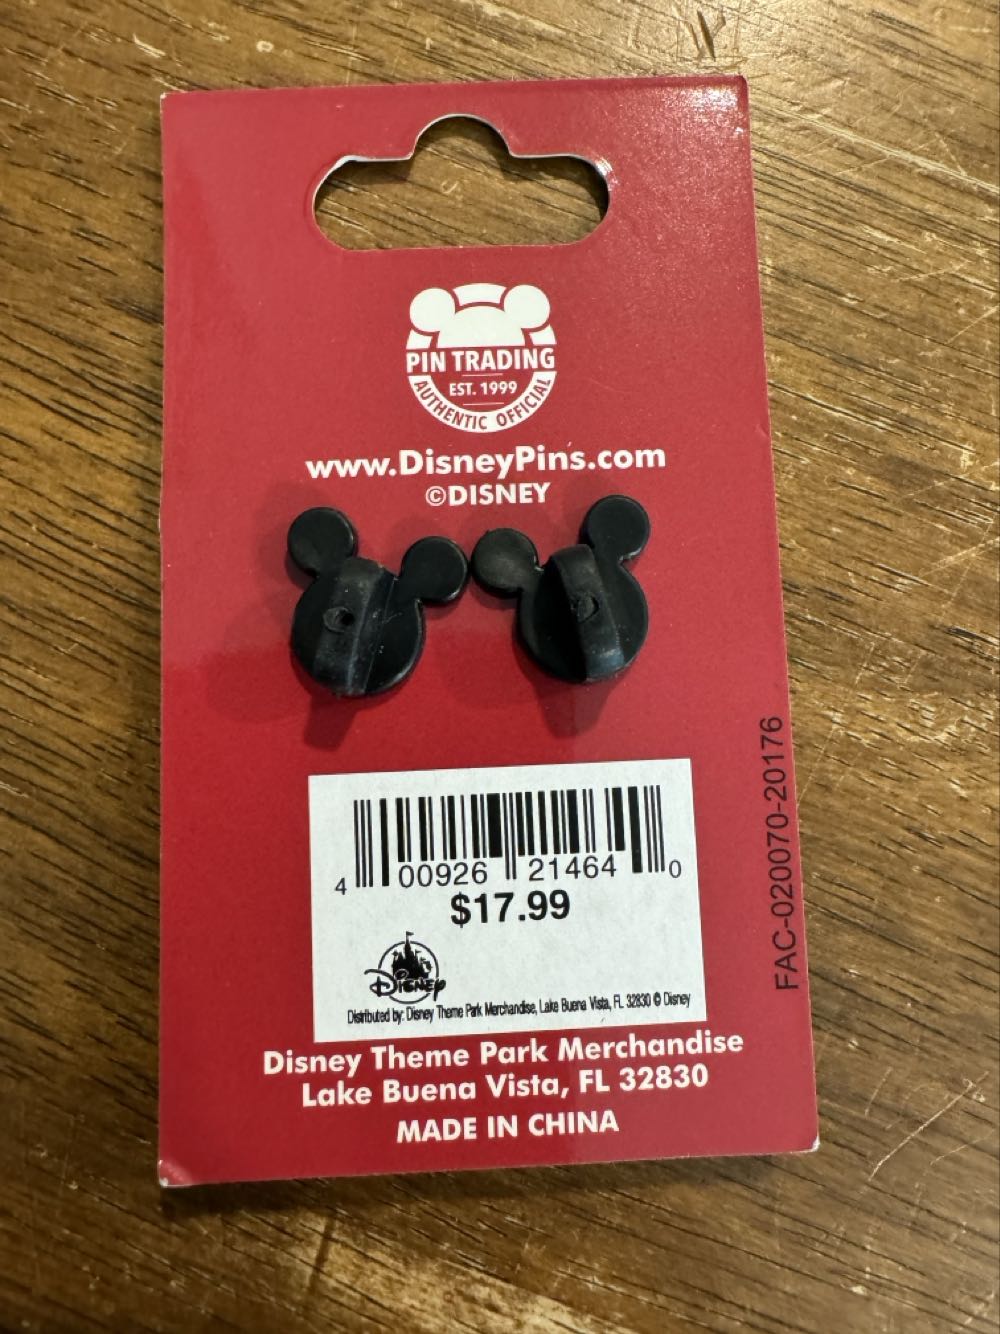 PIN TRADING
EST. 1999
AUTHENTIC OFFICIAL
www.DisneyPins.com
©DISNEY
4 00926 21464 0
$17.99
Disney
Distributed by: Disney Theme Park Merchandise, Lake Buena Vista, FL 32830 © Disney
Disney Theme Park Merchandise
Lake Buena Vista, FL 32830
MADE IN CHINA
FAC-020070-20176